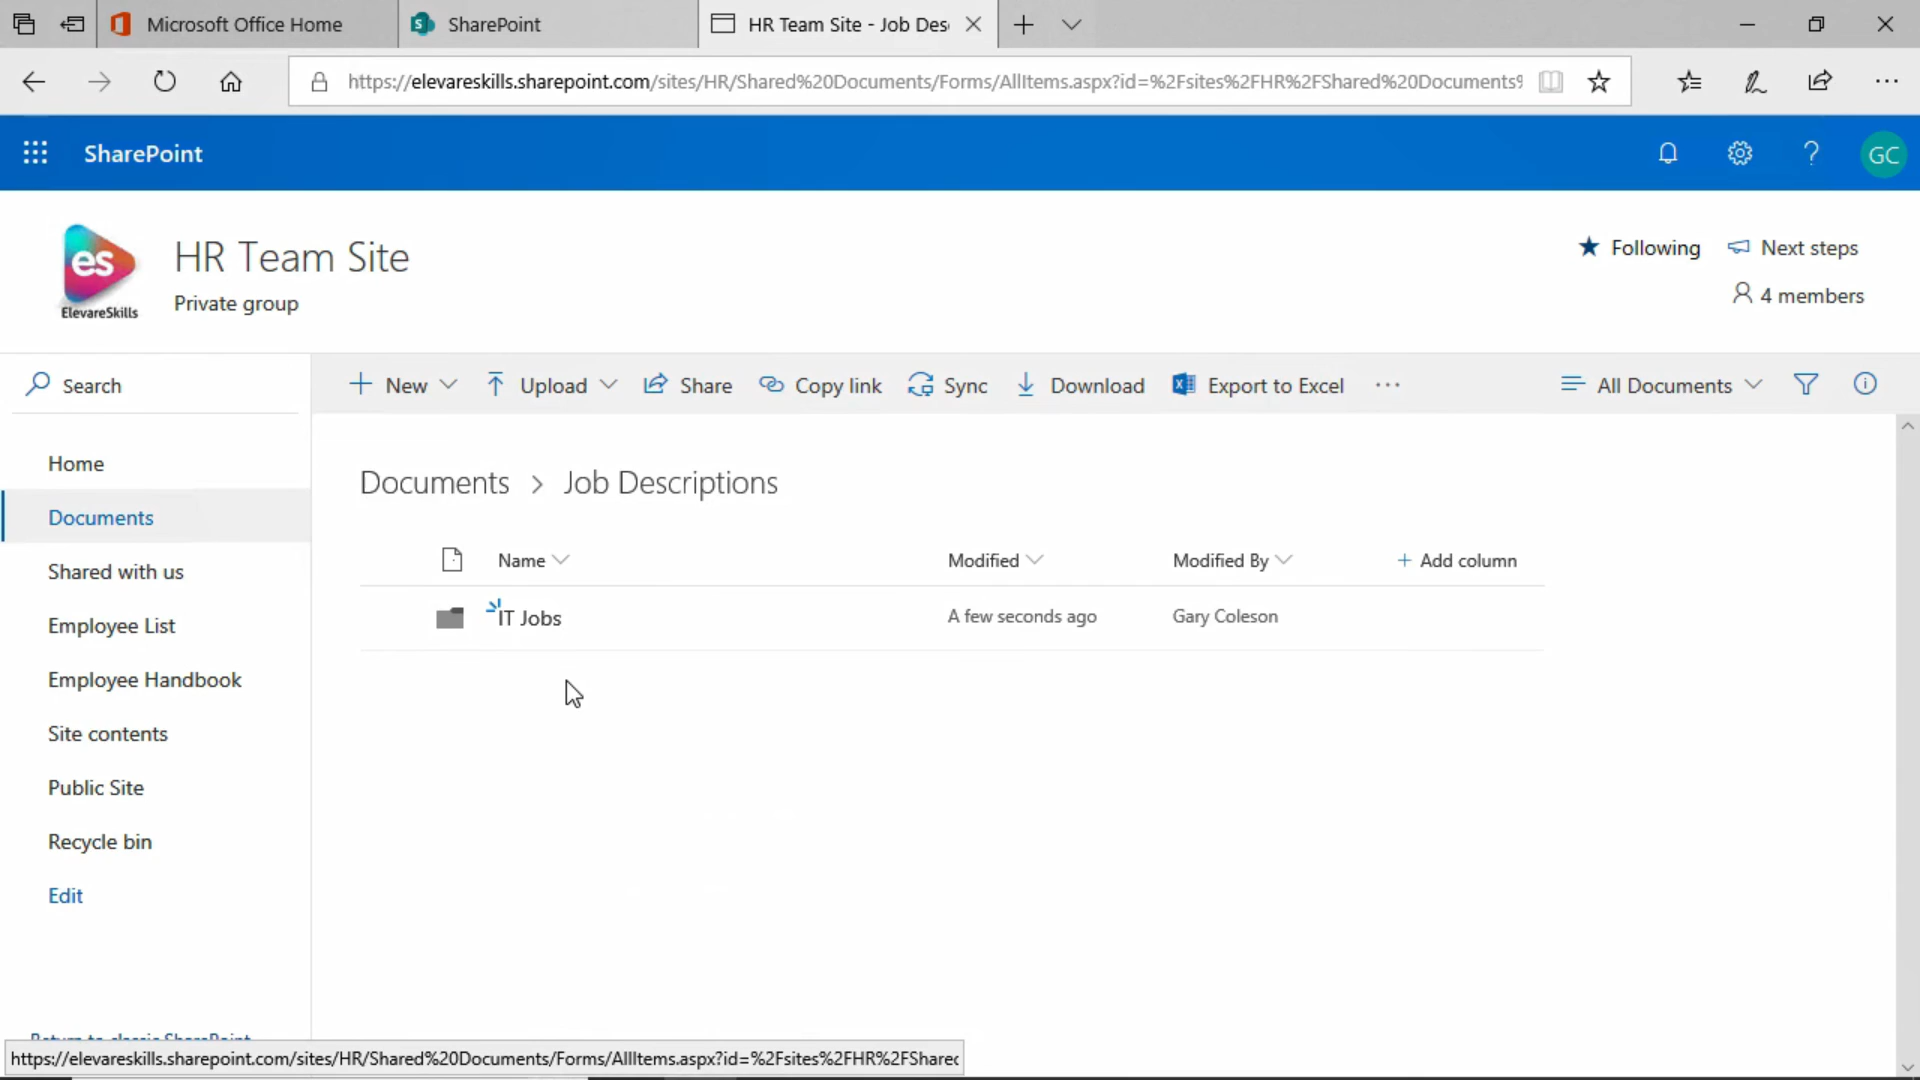 Microsoft Office Home
SharePoint
HR Team Site - Job Des
https://elevareskills.sharepoint.com/sites/HR/Shared%20Documents/Forms/AllItems.aspx?id=%2Fsites%2FHR%2FShared%20Documents%
SharePoint
GC
es
ElevareSkills
HR Team Site
Private group
Following
Next steps
4 members
Search
New
Upload
Share
Copy link
Sync
Download
Export to Excel
All Documents
Home
Documents
Shared with us
Employee List
Employee Handbook
Site contents
Public Site
Recycle bin
Edit
Return to classic SharePoint
Documents > Job Descriptions
Name
Modified
Modified By
+ Add column
IT Jobs
A few seconds ago
Gary Coleson
https://elevareskills.sharepoint.com/sites/HR/Shared%20Documents/Forms/AllItems.aspx?id=%2Fsites%2FHR%2FShared